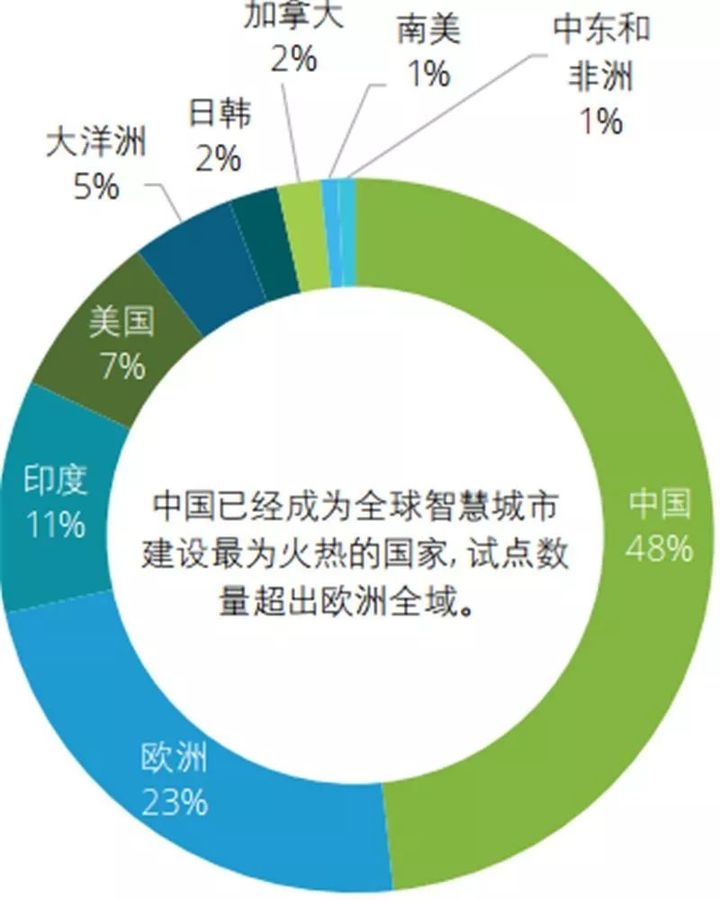 加拿大
2%
南美
1%
中东和
非洲
1%
日韩
2%
大洋洲
5%
美国
7%
印度
11%
中国
48%
欧洲
23%
中国已经成为全球智慧城市
建设最为火热的国家, 试点数
量超出欧洲全域。